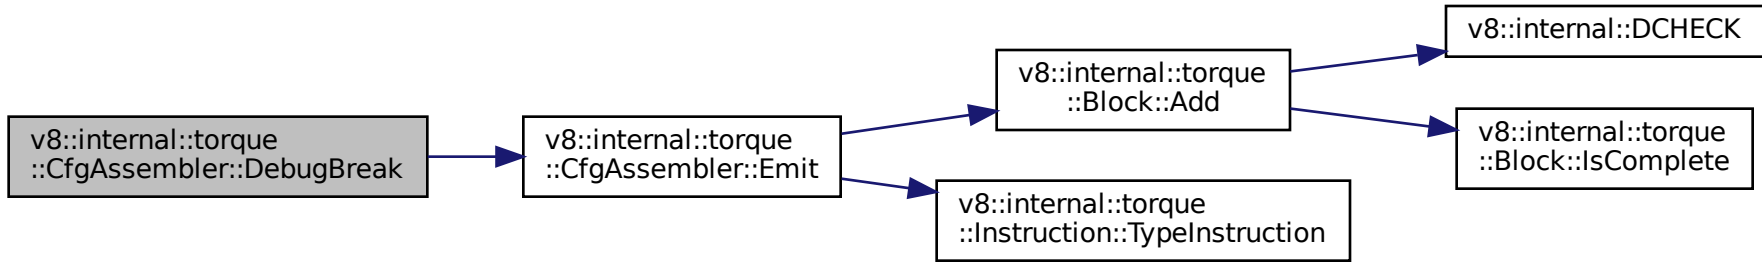 v8::internal::torque
::CfgAssembler::DebugBreak
v8::internal::torque
::CfgAssembler::Emit
v8::internal::torque
::Block::Add
v8::internal::DCHECK
v8::internal::torque
::Block::IsComplete
v8::internal::torque
::Instruction::TypeInstruction